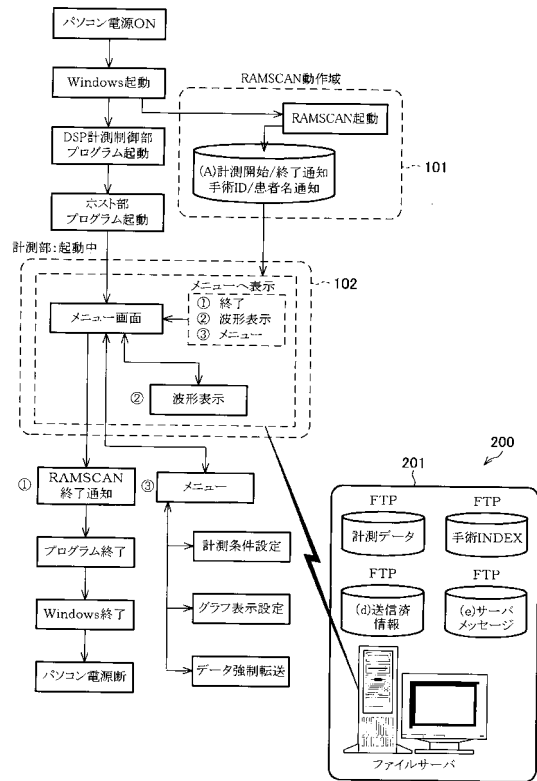 パソコン電源ON
Windows起動
RAMSCAN動作域
RAMSCAN起動
DSP計測制御部
プログラム起動
(A)計測開始/終了通知
手術ID/患者名通知
101
ホスト部
プログラム起動
計測部:起動中
102
メニューへ表示
① 終了
② 波形表示
③ メニュー
メニュー画面
② 波形表示
200
201
① RAMSCAN
終了通知
③ メニュー
FTP
計測データ
FTP
手術INDEX
プログラム終了
計測条件設定
FTP
(d)送信済
情報
FTP
(e)サーバ
メッセージ
Windows終了
グラフ表示設定
パソコン電源断
データ強制転送
ファイルサーバ